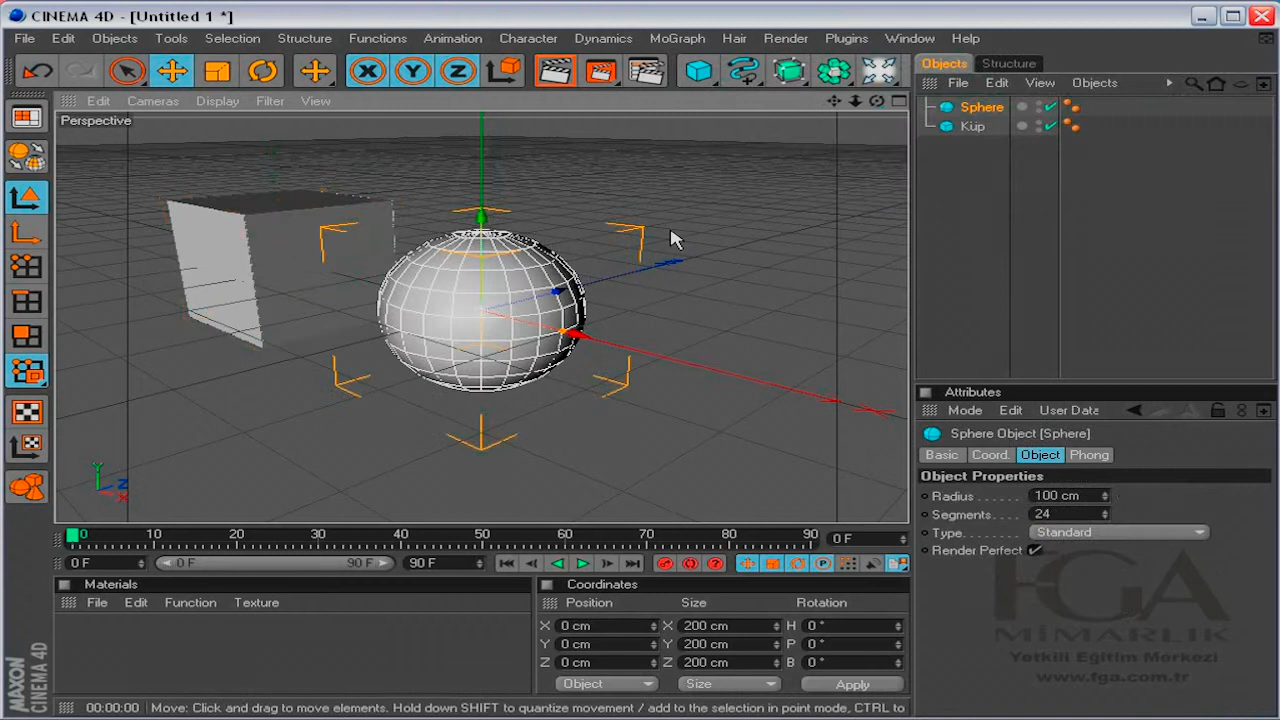 CINEMA 4D - [Untitled 1 *]
File Edit Objects Tools Selection Structure Functions Animation Character Dynamics MoGraph Hair Render Plugins Window Help
X Y Z
Objects Structure
File Edit View Objects
Edit Cameras Display Filter View
Sphere
Küp
Perspective
Y
Z
X
Attributes
Mode Edit User Data
Sphere Object [Sphere]
Basic Coord. Object Phong
Object Properties
Radius . . . . . . 100 cm
Segments . . . 24
Type. . . . . . . . Standard
Render Perfect
0 10 20 30 40 50 60 70 80 90 0 F
0 F 0 F 90 F 90 F
Materials
File Edit Function Texture
Coordinates
Position Size Rotation
X 0 cm X 200 cm H 0 °
Y 0 cm Y 200 cm P 0 °
Z 0 cm Z 200 cm B 0 °
Object Size Apply
FGA
MİMARLIK
Yetkili Eğitim Merkezi
www.fga.com.tr
MAXON
CINEMA 4D
00:00:00 Move: Click and drag to move elements. Hold down SHIFT to quantize movement / add to the selection in point mode, CTRL to